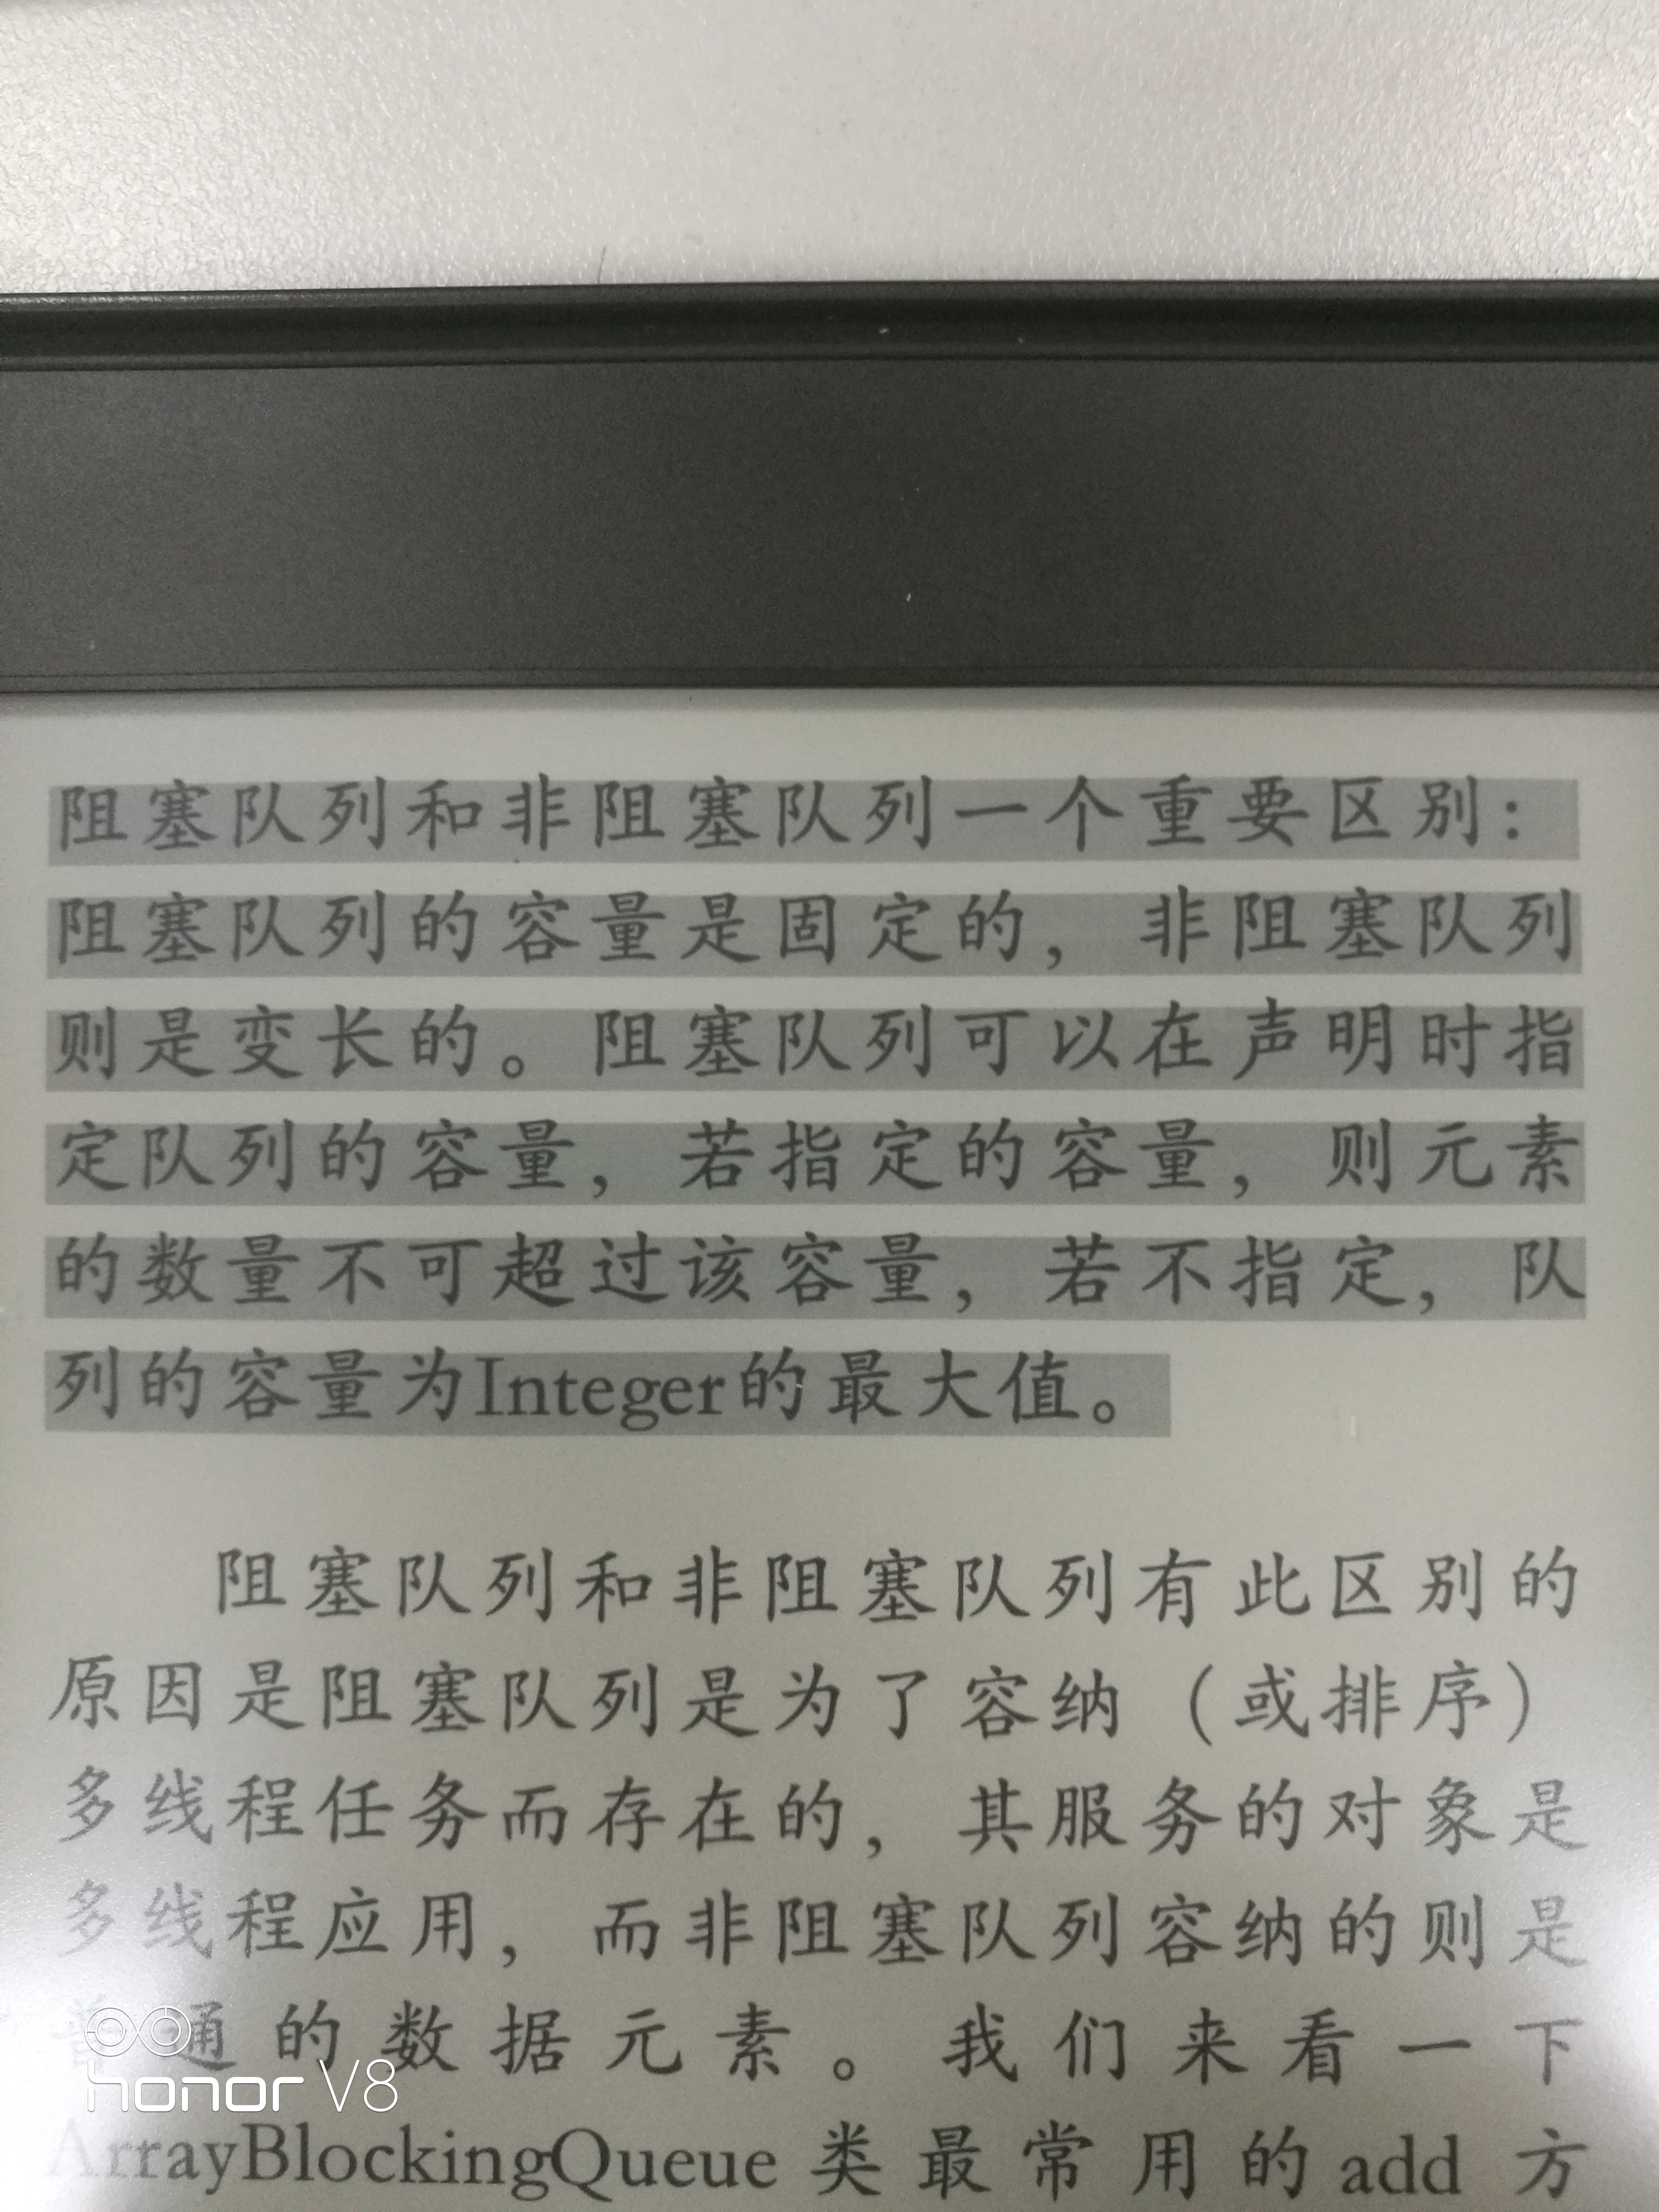 阻塞队列和非阻塞队列一个重要区别：
阻塞队列的容量是固定的，非阻塞队列
则是变长的。阻塞队列可以在声明时指
定队列的容量，若指定的容量，则元素
的数量不可超过该容量，若不指定，队
列的容量为Integer的最大值。
阻塞队列和非阻塞队列有此区别的
原因是阻塞队列是为了容纳（或排序）
多线程任务而存在的，其服务的对象是
多线程应用，而非阻塞队列容纳的则是
普通的数据元素。我们来看一下
ArrayBlockingQueue类最常用的add方
honor V8